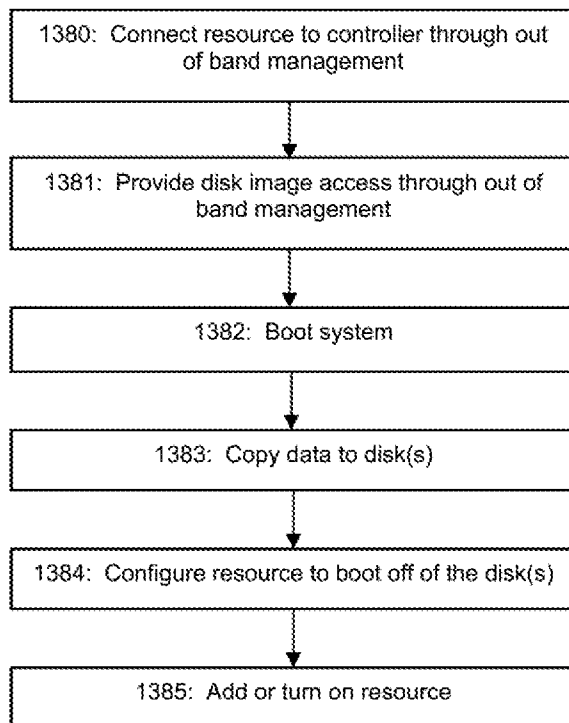 1380: Connect resource to controller through out
of band management
1381: Provide disk image access through out of
band management
1382: Boot system
1383: Copy data to disk(s)
1384: Configure resource to boot off of the disk(s)
1385: Add or turn on resource